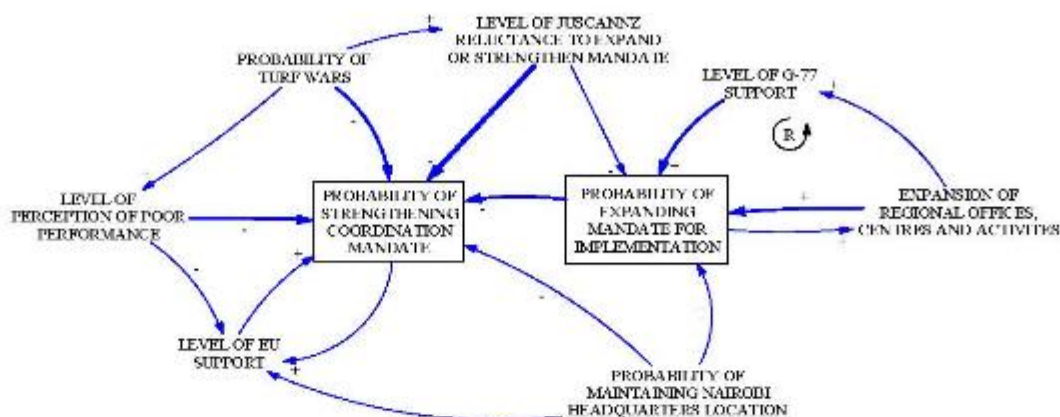 LEVEL OF JUSCANNZ
RELUCTANCE TO EXPAND
OR STRENGTHEN MANDATE
PROBABILITY OF
TURF WARS
LEVEL OF G-77
SUPPORT
R
LEVEL OF
PERCEPTION OF POOR
PERFORMANCE
PROBABILITY OF
STRENGTHENING
COORDINATION
MANDATE
PROBABILITY OF
EXPANDING
MANDATE FOR
IMPLEMENTATION
EXPANSION OF
REGIONAL OFFICES,
CENTRES AND ACTIVITES
LEVEL OF EU
SUPPORT
PROBABILITY OF
MAINTAINING NAIROBI
HEADQUARTERS LOCATION